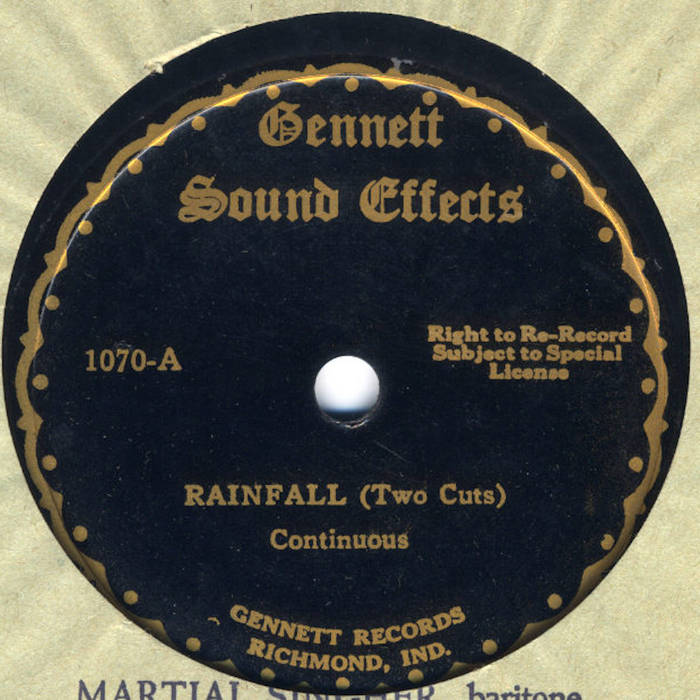 Gennett
Sound Effects
1070-A
Right to Re-Record
Subject to Special
License
RAINFALL (Two Cuts)
Continuous
GENNETT RECORDS
RICHMOND, IND.
MARTIAL baritone